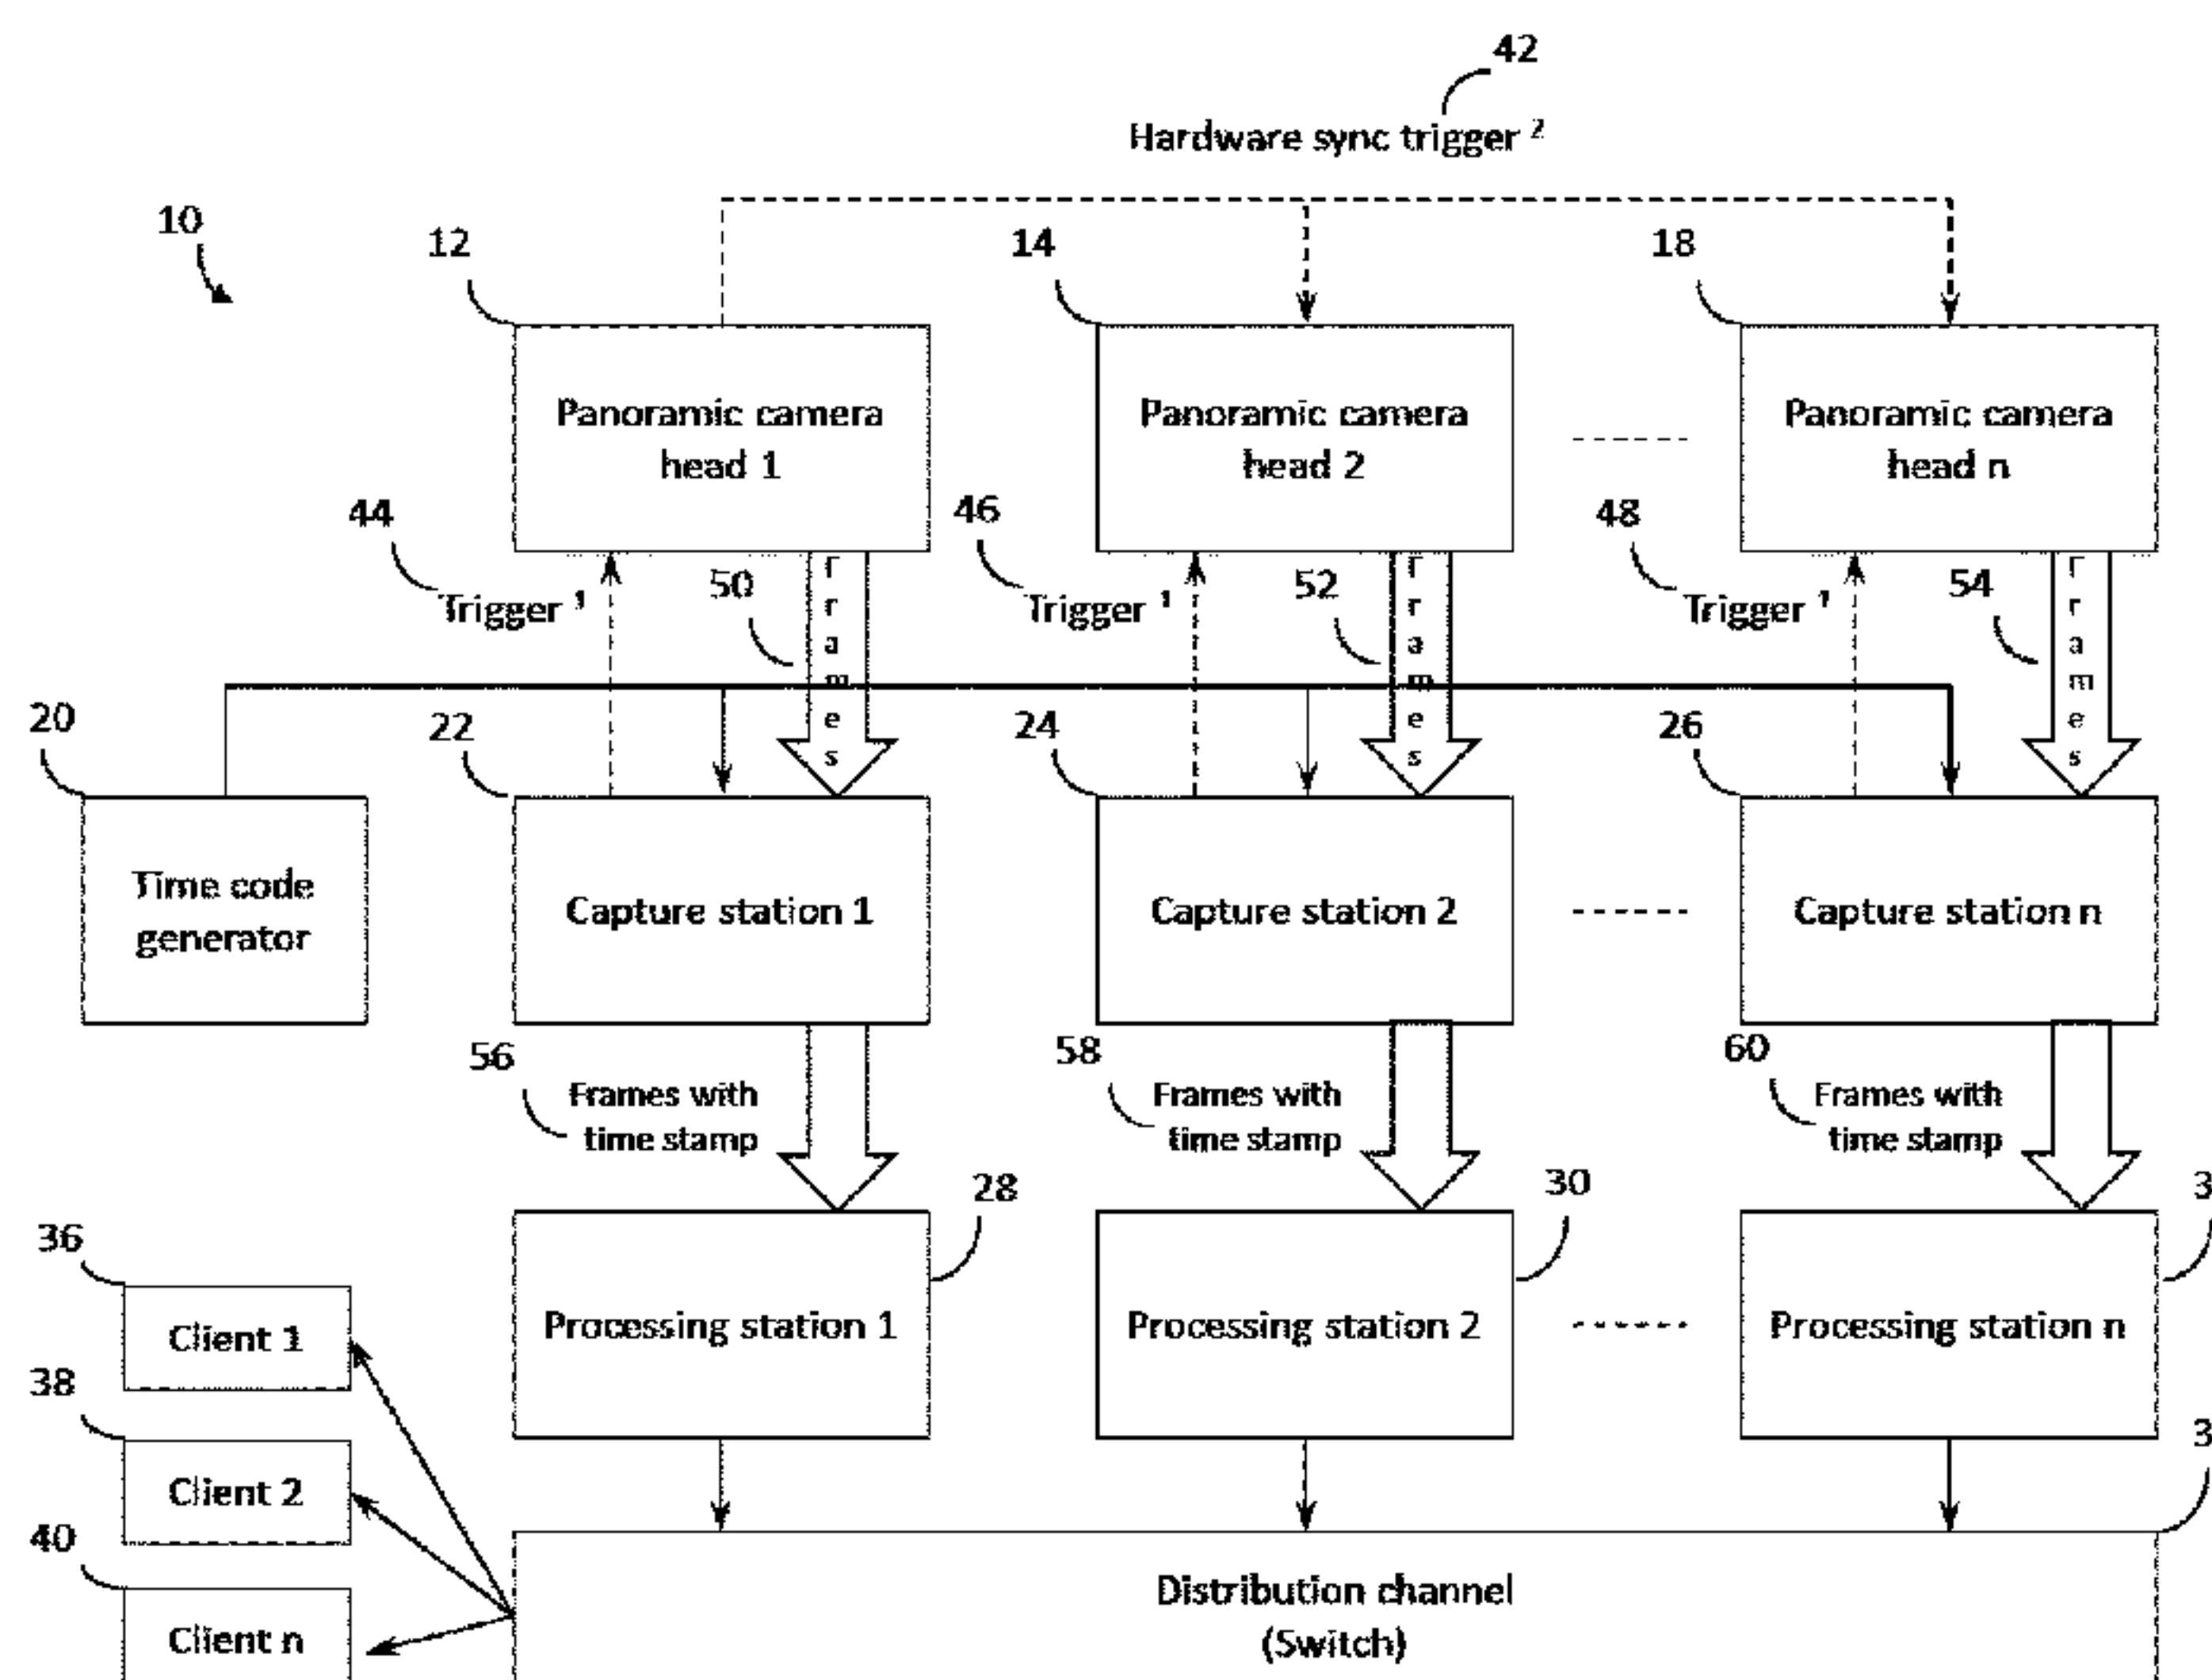 42
Hardware sync trigger 2
10
12
14
18
Panoramic camera
head 1
Panoramic camera
head 2
Panoramic camera
head n
44
Trigger 1
50
Frames
46
Trigger 1
52
Frames
48
Trigger 1
54
Frames
20
22
24
26
Time code
generator
Capture station 1
Capture station 2
Capture station n
56
Frames with
time stamp
58
Frames with
time stamp
60
Frames with
time stamp
28
30
3
36
Client 1
Processing station 1
Processing station 2
Processing station n
38
Client 2
3
40
Client n
Distribution channel
(Switch)